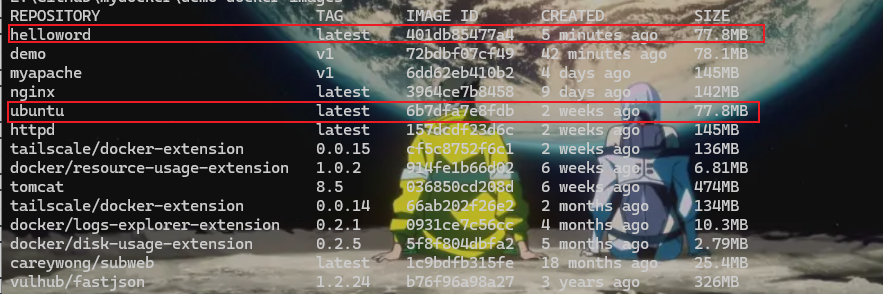 REPOSITORY TAG IMAGE ID CREATED SIZE
helloword latest 401db85477a4 5 minutes ago 77.8MB
demo v1 72bdbf07cf49 42 minutes ago 78.1MB
myapache v1 6dd62eb410b2 4 days ago 145MB
nginx latest 3964ce7b8458 9 days ago 142MB
ubuntu latest 6b7dfa7e8fdb 2 weeks ago 77.8MB
httpd latest 157dcdf23d6c 2 weeks ago 145MB
tailscale/docker-extension 0.0.15 cf5c8752f6c1 2 weeks ago 136MB
docker/resource-usage-extension 1.0.2 914fe1b66d02 6 weeks ago 6.81MB
tomcat 8.5 036850cd208d 6 weeks ago 474MB
tailscale/docker-extension 0.0.14 66ab202f26e2 2 months ago 134MB
docker/logs-explorer-extension 0.2.1 0931ce7c56cc 4 months ago 10.3MB
docker/disk-usage-extension 0.2.5 5f8f804dbfa2 5 months ago 2.79MB
careywong/subweb latest 1c9bdfb315fe 18 months ago 25.4MB
vulhub/fastjson 1.2.24 b76f96a98a27 3 years ago 326MB